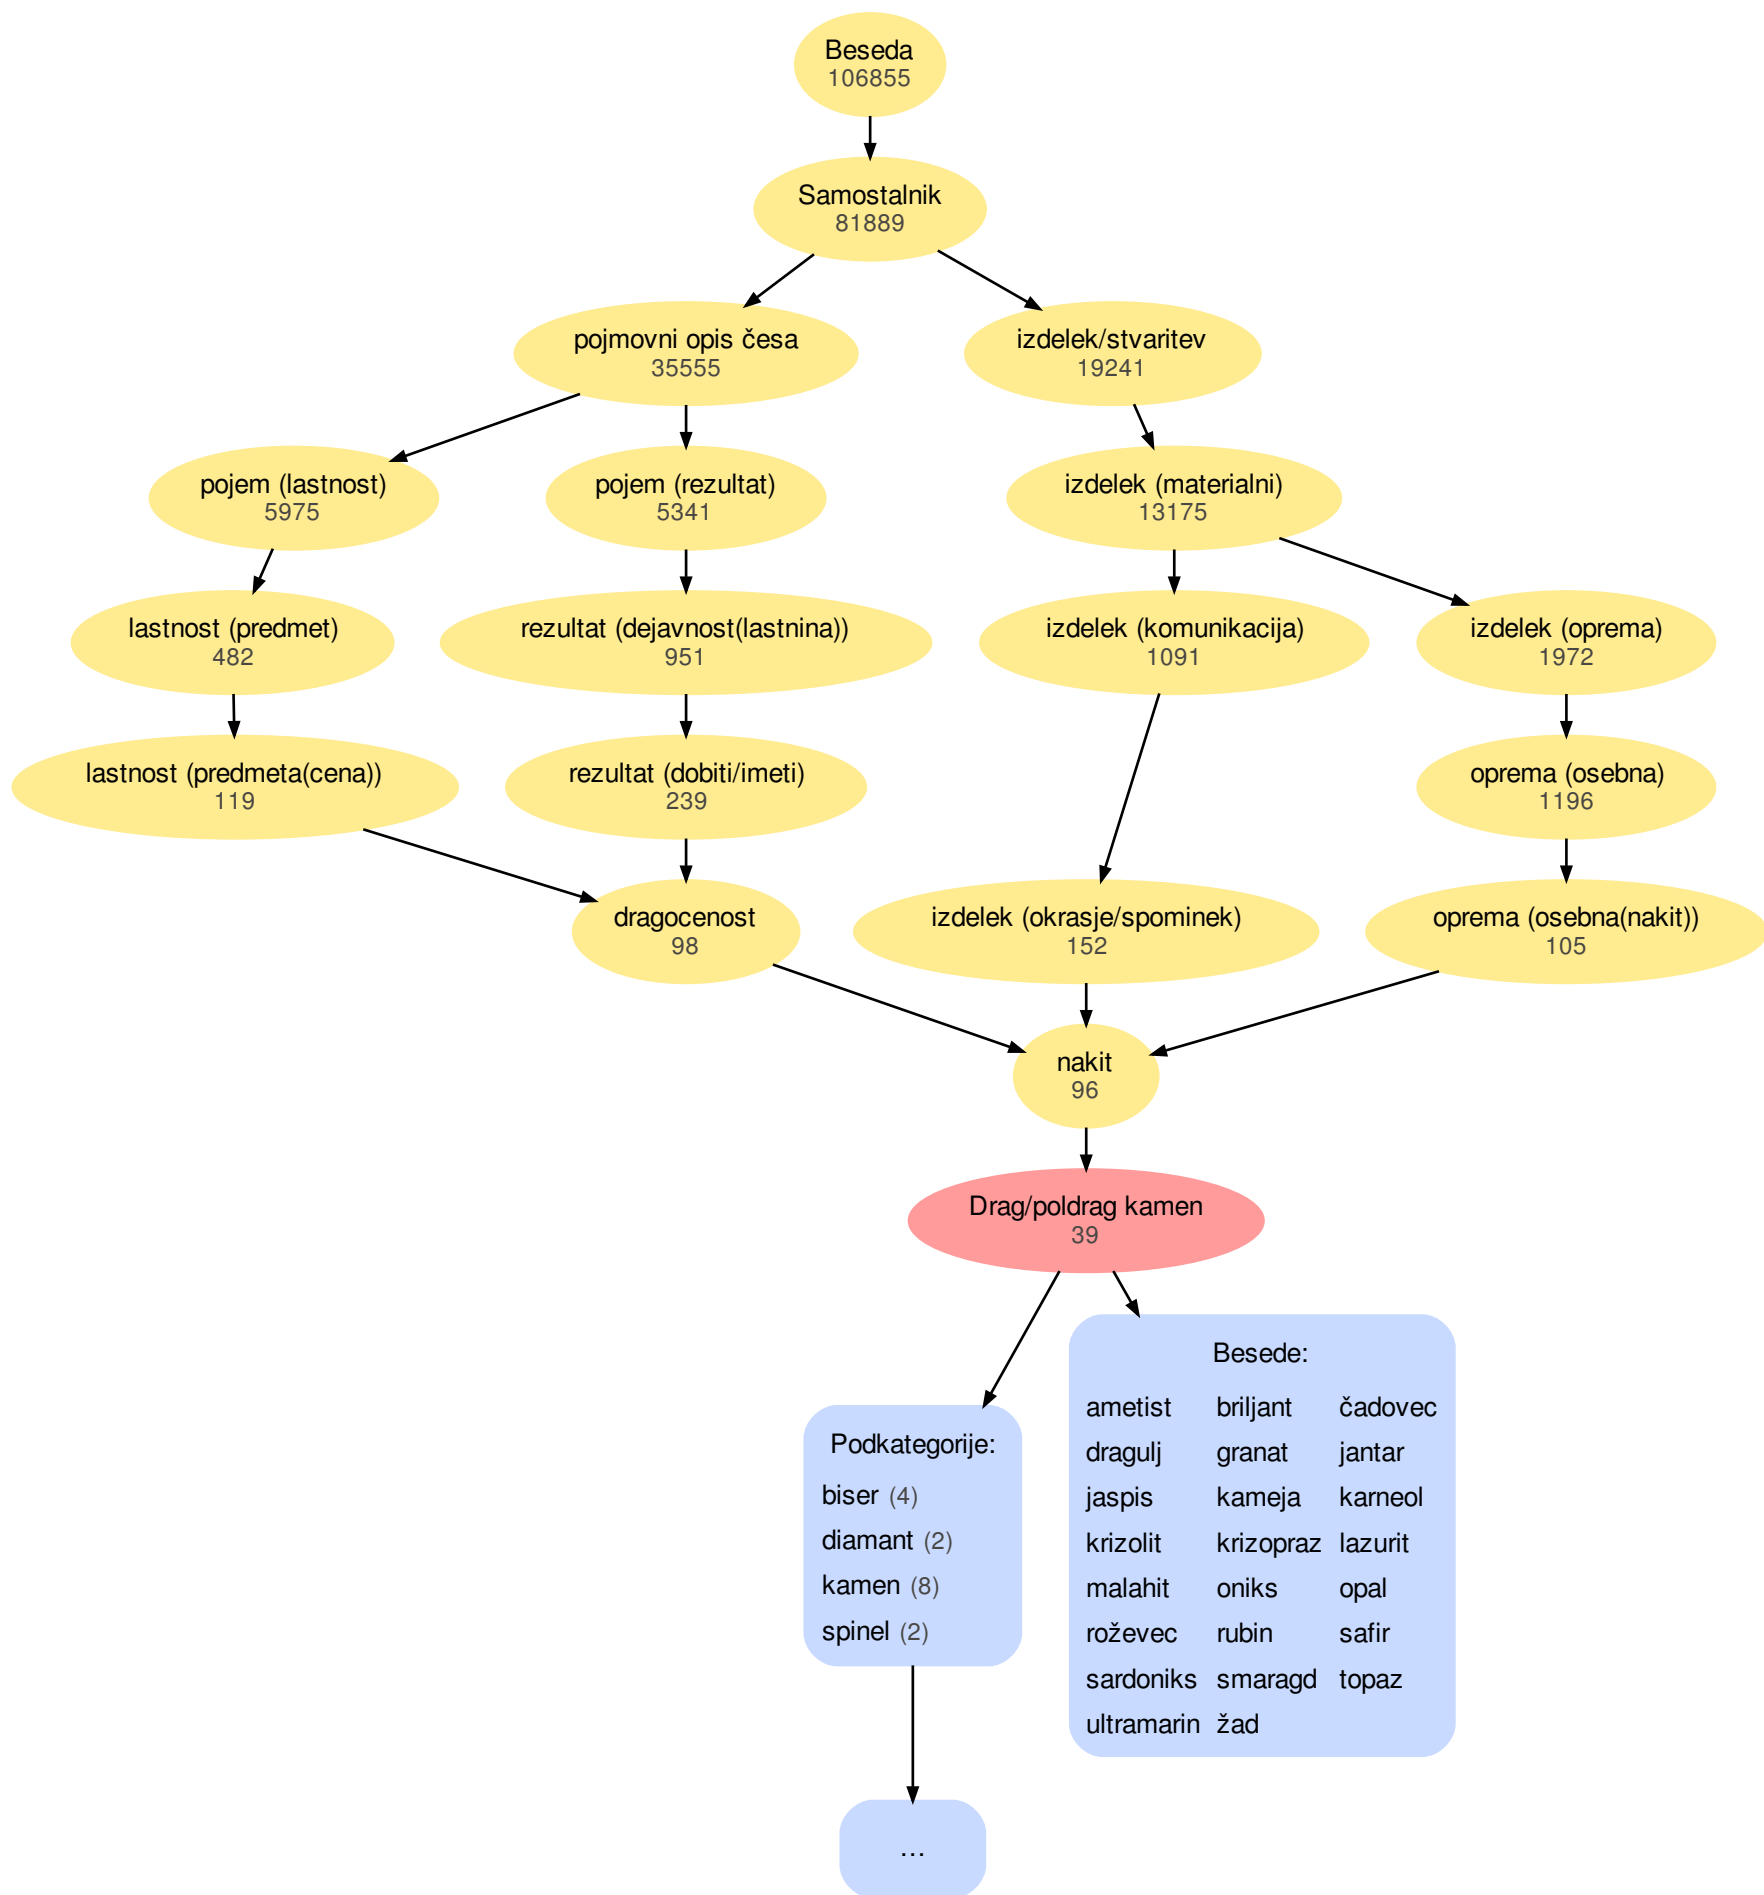 Beseda
106855
Samostalnik
81889
pojmovni opis česa
35555
izdelek/stvaritev
19241
pojem (lastnost)
5975
pojem (rezultat)
5341
izdelek (materialni)
13175
lastnost (predmet)
482
rezultat (dejavnost(lastnina))
951
izdelek (komunikacija)
1091
izdelek (oprema)
1972
lastnost (predmeta(cena))
119
rezultat (dobiti/imeti)
239
oprema (osebna)
1196
dragocenost
98
izdelek (okrasje/spominek)
152
oprema (osebna(nakit))
105
nakit
96
Drag/poldrag kamen
39
Podkategorije:
biser (4)
diamant (2)
kamen (8)
spinel (2)
Besede:
ametist briljant čadovec
dragulj granat jantar
jaspis kameja karneol
krizolit krizopraz lazurit
malahit oniks opal
roževec rubin safir
sardoniks smaragd topaz
ultramarin žad
...